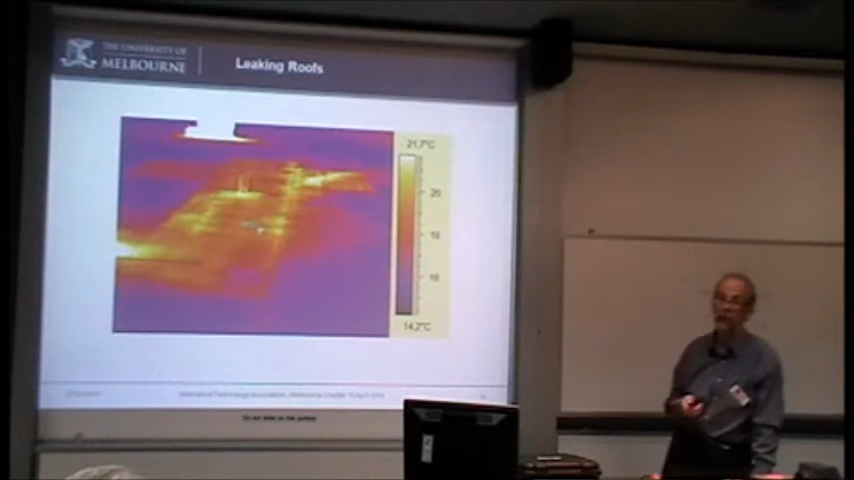 THE UNIVERSITY OF
MELBOURNE
Leaking Roofs
21,7°C
20
18
16
14,2°C